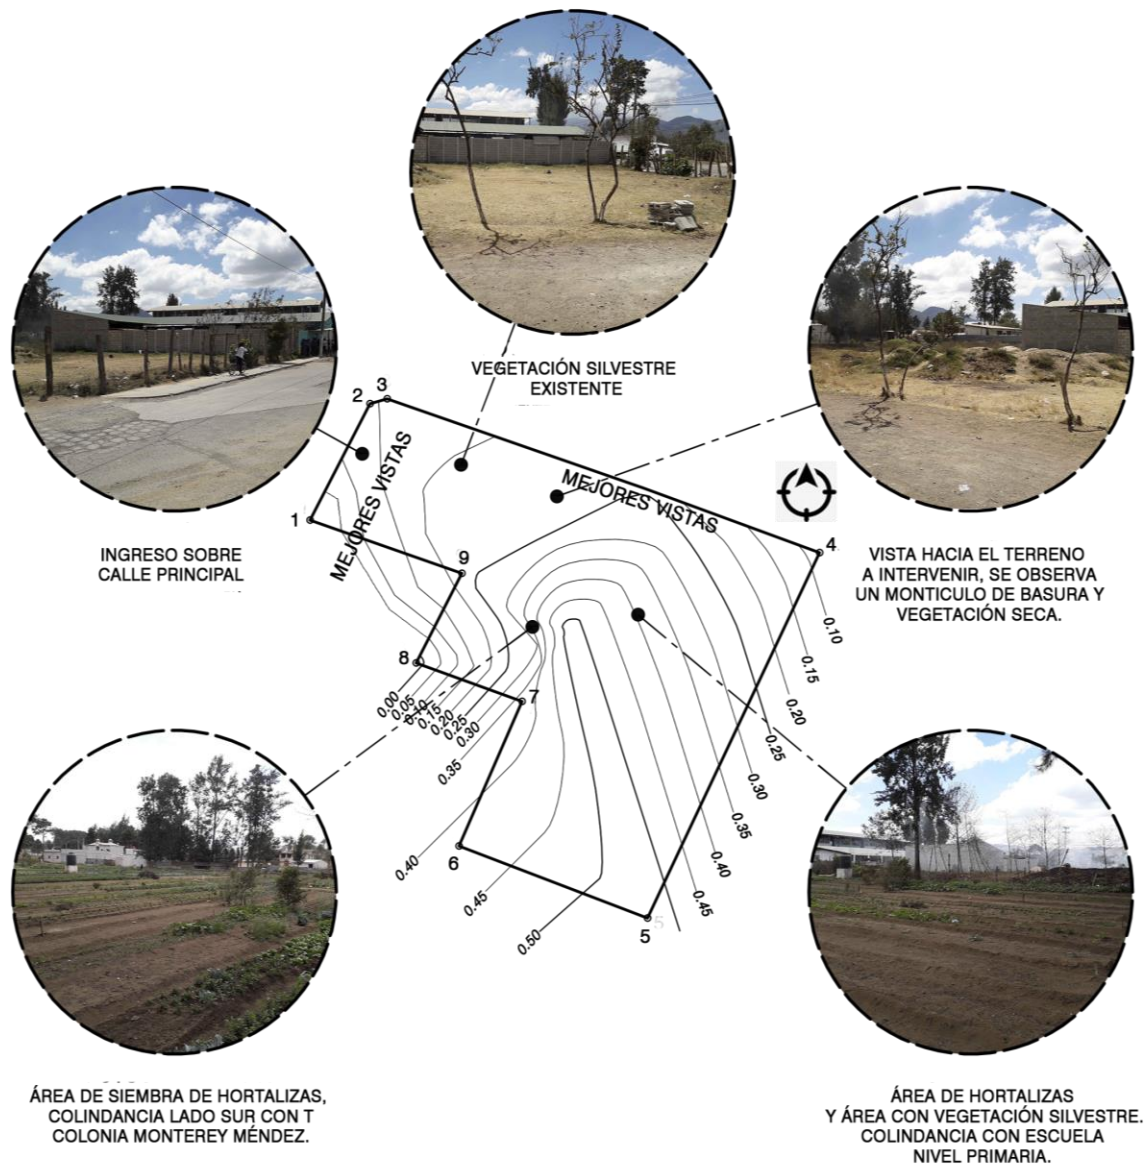 VEGETACIÓN SILVESTRE
EXISTENTE
2
3
MEJORES VISTAS
MEJORES VISTAS
1
INGRESO SOBRE
CALLE PRINCIPAL
9
4
VISTA HACIA EL TERRENO
A INTERVENIR, SE OBSERVA
UN MONTICULO DE BASURA Y
VEGETACIÓN SECA.
8
7
0.00
0.05
0.10
0.15
0.20
0.25
0.30
0.35
0.40
0.45
0.50
0.10
0.15
0.20
0.25
0.30
0.35
0.40
0.45
6
5
5
ÁREA DE SIEMBRA DE HORTALIZAS,
COLINDANCIA LADO SUR CON T
COLONIA MONTEREY MÉNDEZ.
ÁREA DE HORTALIZAS
Y ÁREA CON VEGETACIÓN SILVESTRE.
COLINDANCIA CON ESCUELA
NIVEL PRIMARIA.